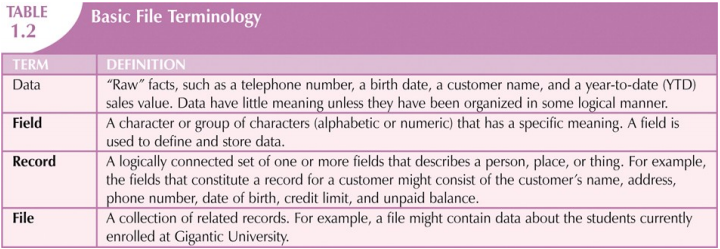 TABLE
1.2
Basic File Terminology
TERM DEFINITION
Data “Raw” facts, such as a telephone number, a birth date, a customer name, and a year-to-date (YTD)
sales value. Data have little meaning unless they have been organized in some logical manner.
Field A character or group of characters (alphabetic or numeric) that has a specific meaning. A field is
used to define and store data.
Record A logically connected set of one or more fields that describes a person, place, or thing. For example,
the fields that constitute a record for a customer might consist of the customer’s name, address,
phone number, date of birth, credit limit, and unpaid balance.
File A collection of related records. For example, a file might contain data about the students currently
enrolled at Gigantic University.